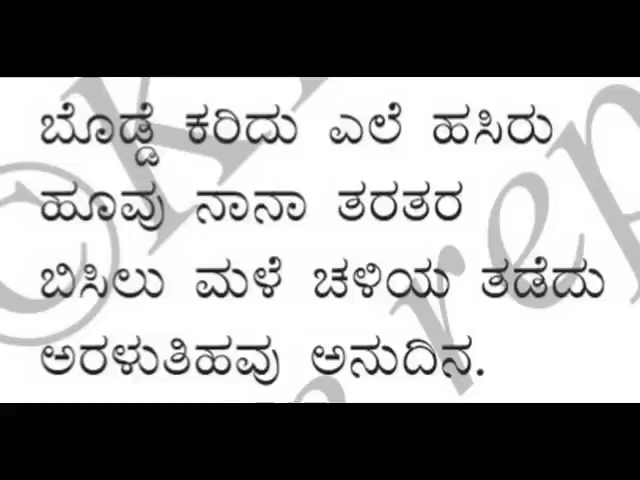 ಬೊಡ್ಡೆ ಕರಿದು ಎಲೆ ಹಸಿರು
ಹೂವು ನಾನಾ ತರತರ
ಬಿಸಿಲು ಮಳೆ ಚಳಿಯ ತಡೆದು
ಅರಳುತಿಹವು ಅನುದಿನ.